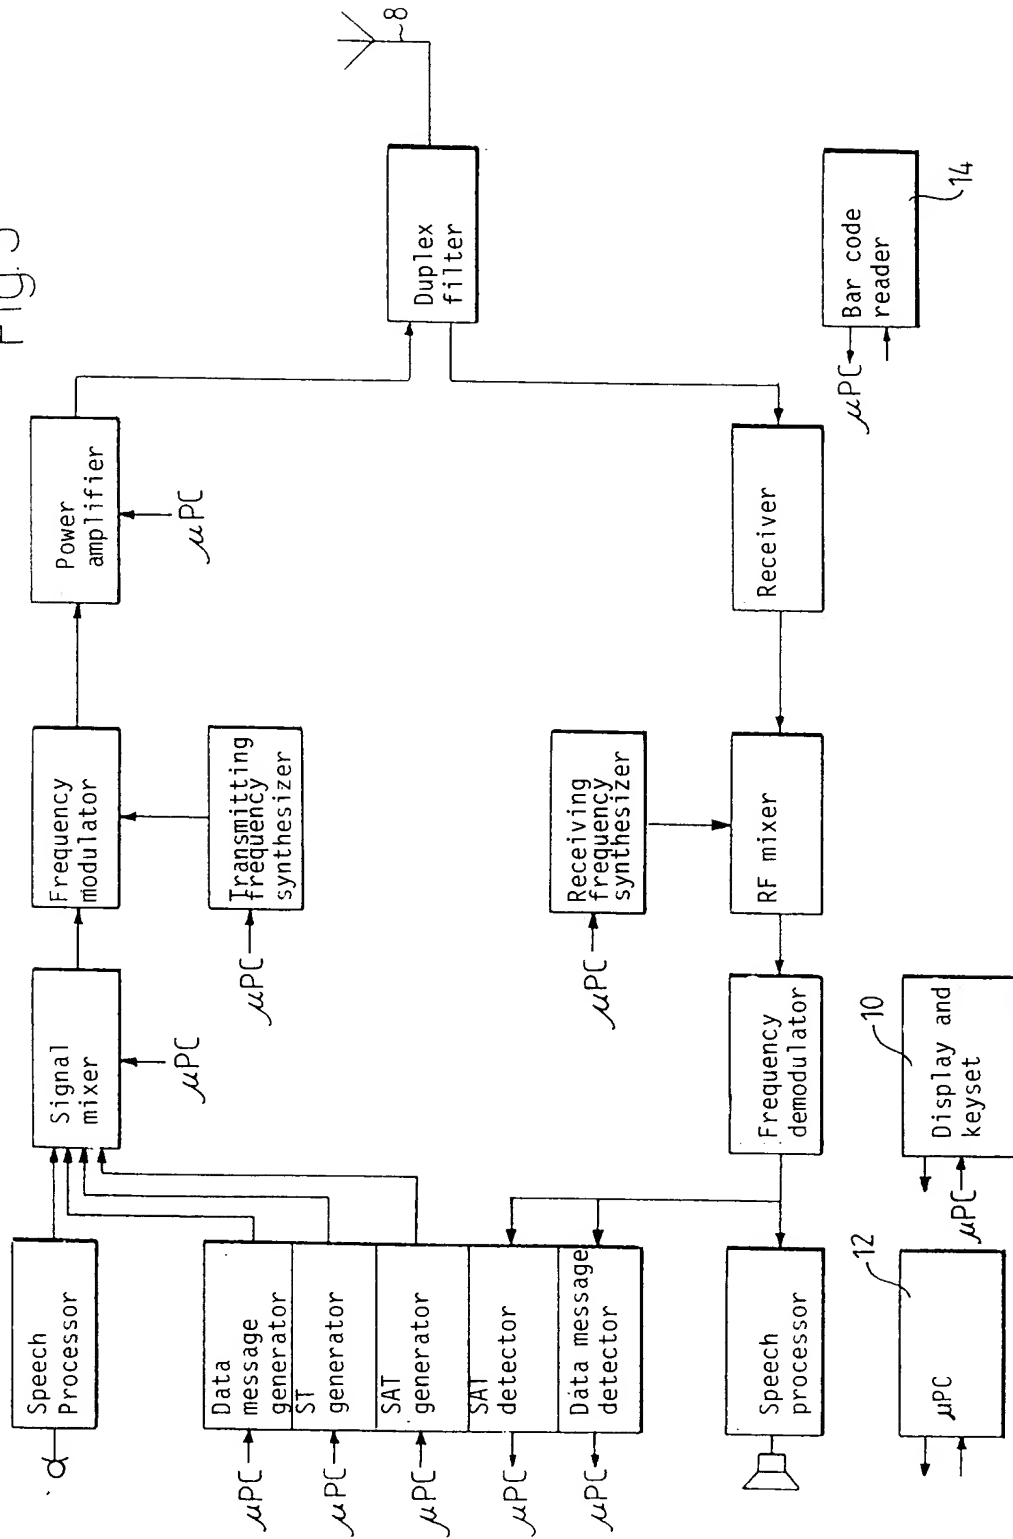 Fig.3
Speech
Processor
Signal
mixer
μPC
Frequency
modulator
Transmitting
frequency
synthesizer
μPC
Power
amplifier
μPC
Duplex
filter
8
Data
message
generator
μPC
ST
generator
μPC
SAT
generator
μPC
SAT
detector
μPC
Data message
detector
μPC
Receiving
frequency
synthesizer
μPC
Speech
processor
Frequency
demodulator
RF mixer
Receiver
μPC
12
Display and
keyset
μPC
10
Bar code
reader
μPC
14